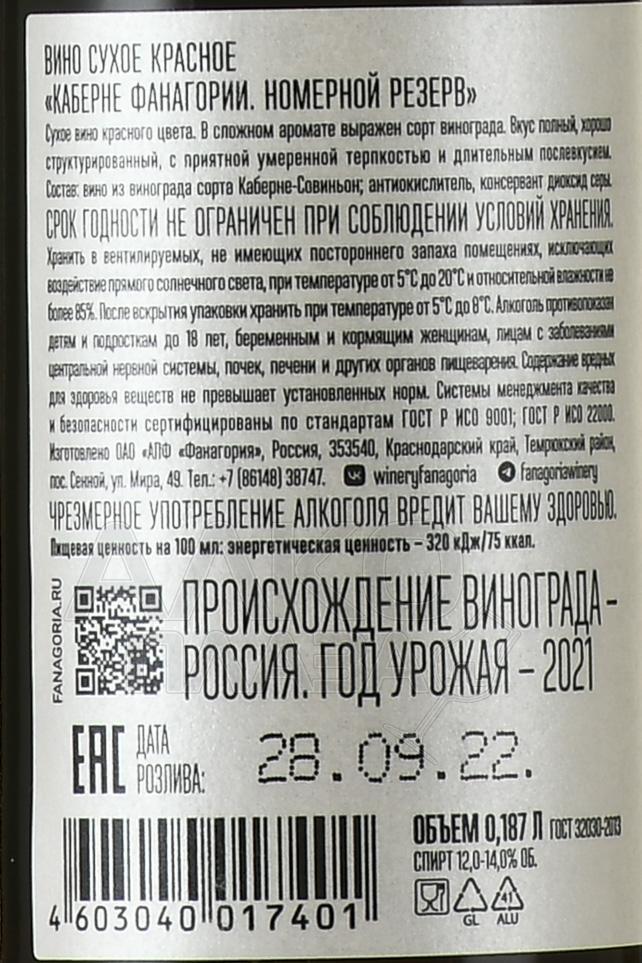 ВИНО СУХОЕ КРАСНОЕ
«КАБЕРНЕ ФАНАГОРИИ. НОМЕРНОЙ РЕЗЕРВ»
Сухое вино красного цвета. В сложном аромате выражен сорт винограда. Вкус полный, хорошо
структурированный, с приятной умеренной терпкостью и длительным послевкусием.
Состав: вино из винограда сорта Каберне-Совиньон; антиокислитель, консервант диоксид серы.
СРОК ГОДНОСТИ НЕ ОГРАНИЧЕН ПРИ СОБЛЮДЕНИИ УСЛОВИЙ ХРАНЕНИЯ.
Хранить в вентилируемых, не имеющих постороннего запаха помещениях, исключающих
воздействие прямого солнечного света, при температуре от 5°С до 20°С и относительной влажности не
более 85%. После вскрытия упаковки хранить при температуре от 5°С до 8°С. Алкоголь противопоказан
детям и подросткам до 18 лет, беременным и кормящим женщинам, лицам с заболеваниями
центральной нервной системы, почек, печени и других органов пищеварения. Содержание вредных
для здоровья веществ не превышает установленных норм. Системы менеджмента качества
и безопасности сертифицированы по стандартам ГОСТ Р ИСО 9001; ГОСТ Р ИСО 22000.
Изготовлено ОАО «АПФ «Фанагория», Россия, 353540, Краснодарский край, Темрюкский район,
пос. Сенной, ул. Мира, 49. Тел.: +7 (86148) 38747. wineryfanagoria fanagoriawinery
ЧРЕЗМЕРНОЕ УПОТРЕБЛЕНИЕ АЛКОГОЛЯ ВРЕДИТ ВАШЕМУ ЗДОРОВЬЮ.
Пищевая ценность на 100 мл: энергетическая ценность – 320 кДж/75 ккал.
FANAGORIA.RU
ПРОИСХОЖДЕНИЕ ВИНОГРАДА –
РОССИЯ. ГОД УРОЖАЯ – 2021
EAC ДАТА
РОЗЛИВА: 28.09.22.
ОБЪЕМ 0,187 Л ГОСТ 32030-2013
СПИРТ 12,0-14,0% ОБ.
41
GL ALU
4 603040 017401